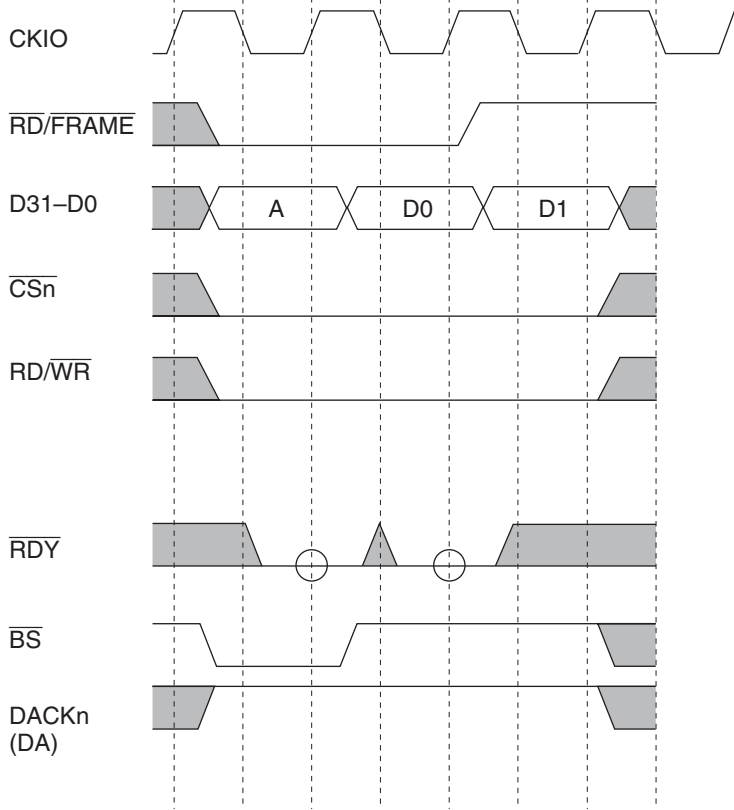 CKIO
RD/FRAME
D31–D0
A D0 D1
CSn
RD/WR
RDY
BS
DACKn
(DA)